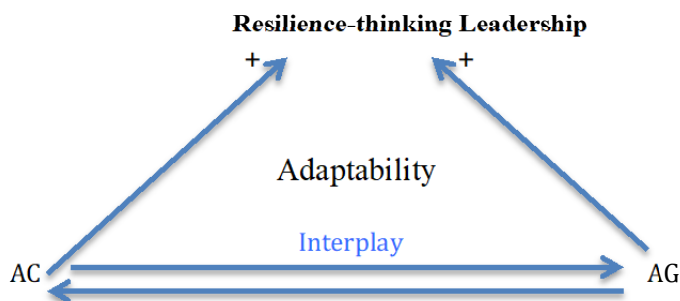 Resilience-thinking Leadership
+ +
Adaptability
Interplay
AC AG